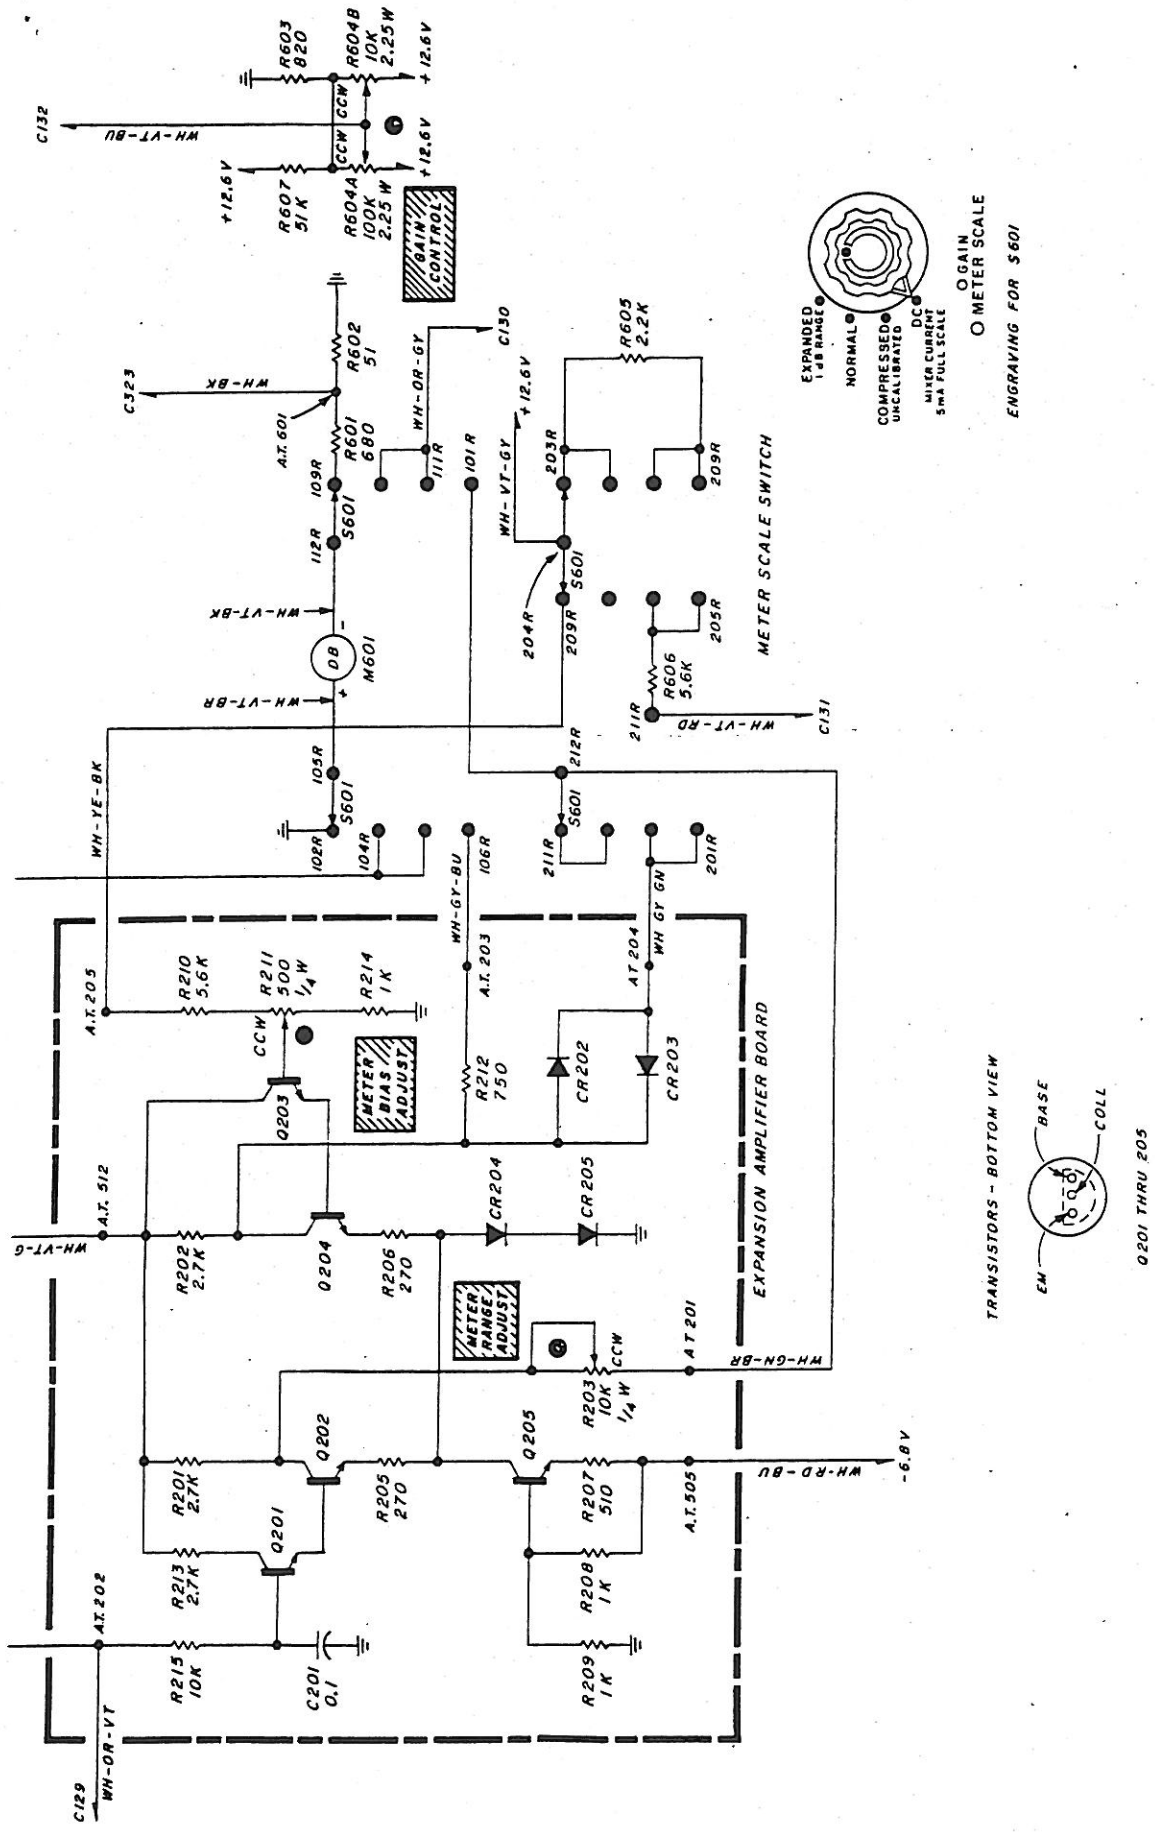 C129
WH-OR-VT
A.T.202
R215
10K
C201
0.1
R213
2.7K
Q201
R201
2.7K
Q202
R205
270
R209
1K
R208
1K
R207
510
Q205
A.T.505
WH-RD-BU
-6.8V
WH-VT-G
A.T. 512
R202
2.7K
Q204
R206
270
METER
RANGE
ADJUST
CR204
CR205
R203
10K
1/4 W
CCW
AT 201
WH-GN-BR
Q203
CCW
METER
BIAS
ADJUST
A.T. 205
R210
5.6K
R211
500
1/4 W
R214
1K
R212
750
CR202
CR203
A.T. 203
WH-GY-BU
AT 204
WH GY GN
EXPANSION AMPLIFIER BOARD
WH-YE-BK
102R
S601
105R
104R
106R
211R
S601
212R
201R
WH-VT-BR
+
DB
-
M601
WH-VT-BK
112R
S601
109R
R601
680
A.T. 601
R602
51
C323
WH-BK
111R
WH-OR-GY
C130
101R
211R
WH-VT-RD
C131
R606
5.6K
205R
209R
S601
204R
WH-VT-GY
+12.6V
203R
209R
R605
2.2K
METER SCALE SWITCH
C132
WH-VT-BU
+12.6V
R607
51K
R604A
100K
2.25W
CCW
CCW
+12.6V
R603
820
R604B
10K
2.25W
+12.6V
GAIN
CONTROL
EXPANDED
1 dB RANGE
NORMAL
COMPRESSED
UNCALIBRATED
DC
MIXER CURRENT
5MA FULL SCALE
GAIN
METER SCALE
ENGRAVING FOR S601
TRANSISTORS - BOTTOM VIEW
EM
BASE
COLL
Q201 THRU 205